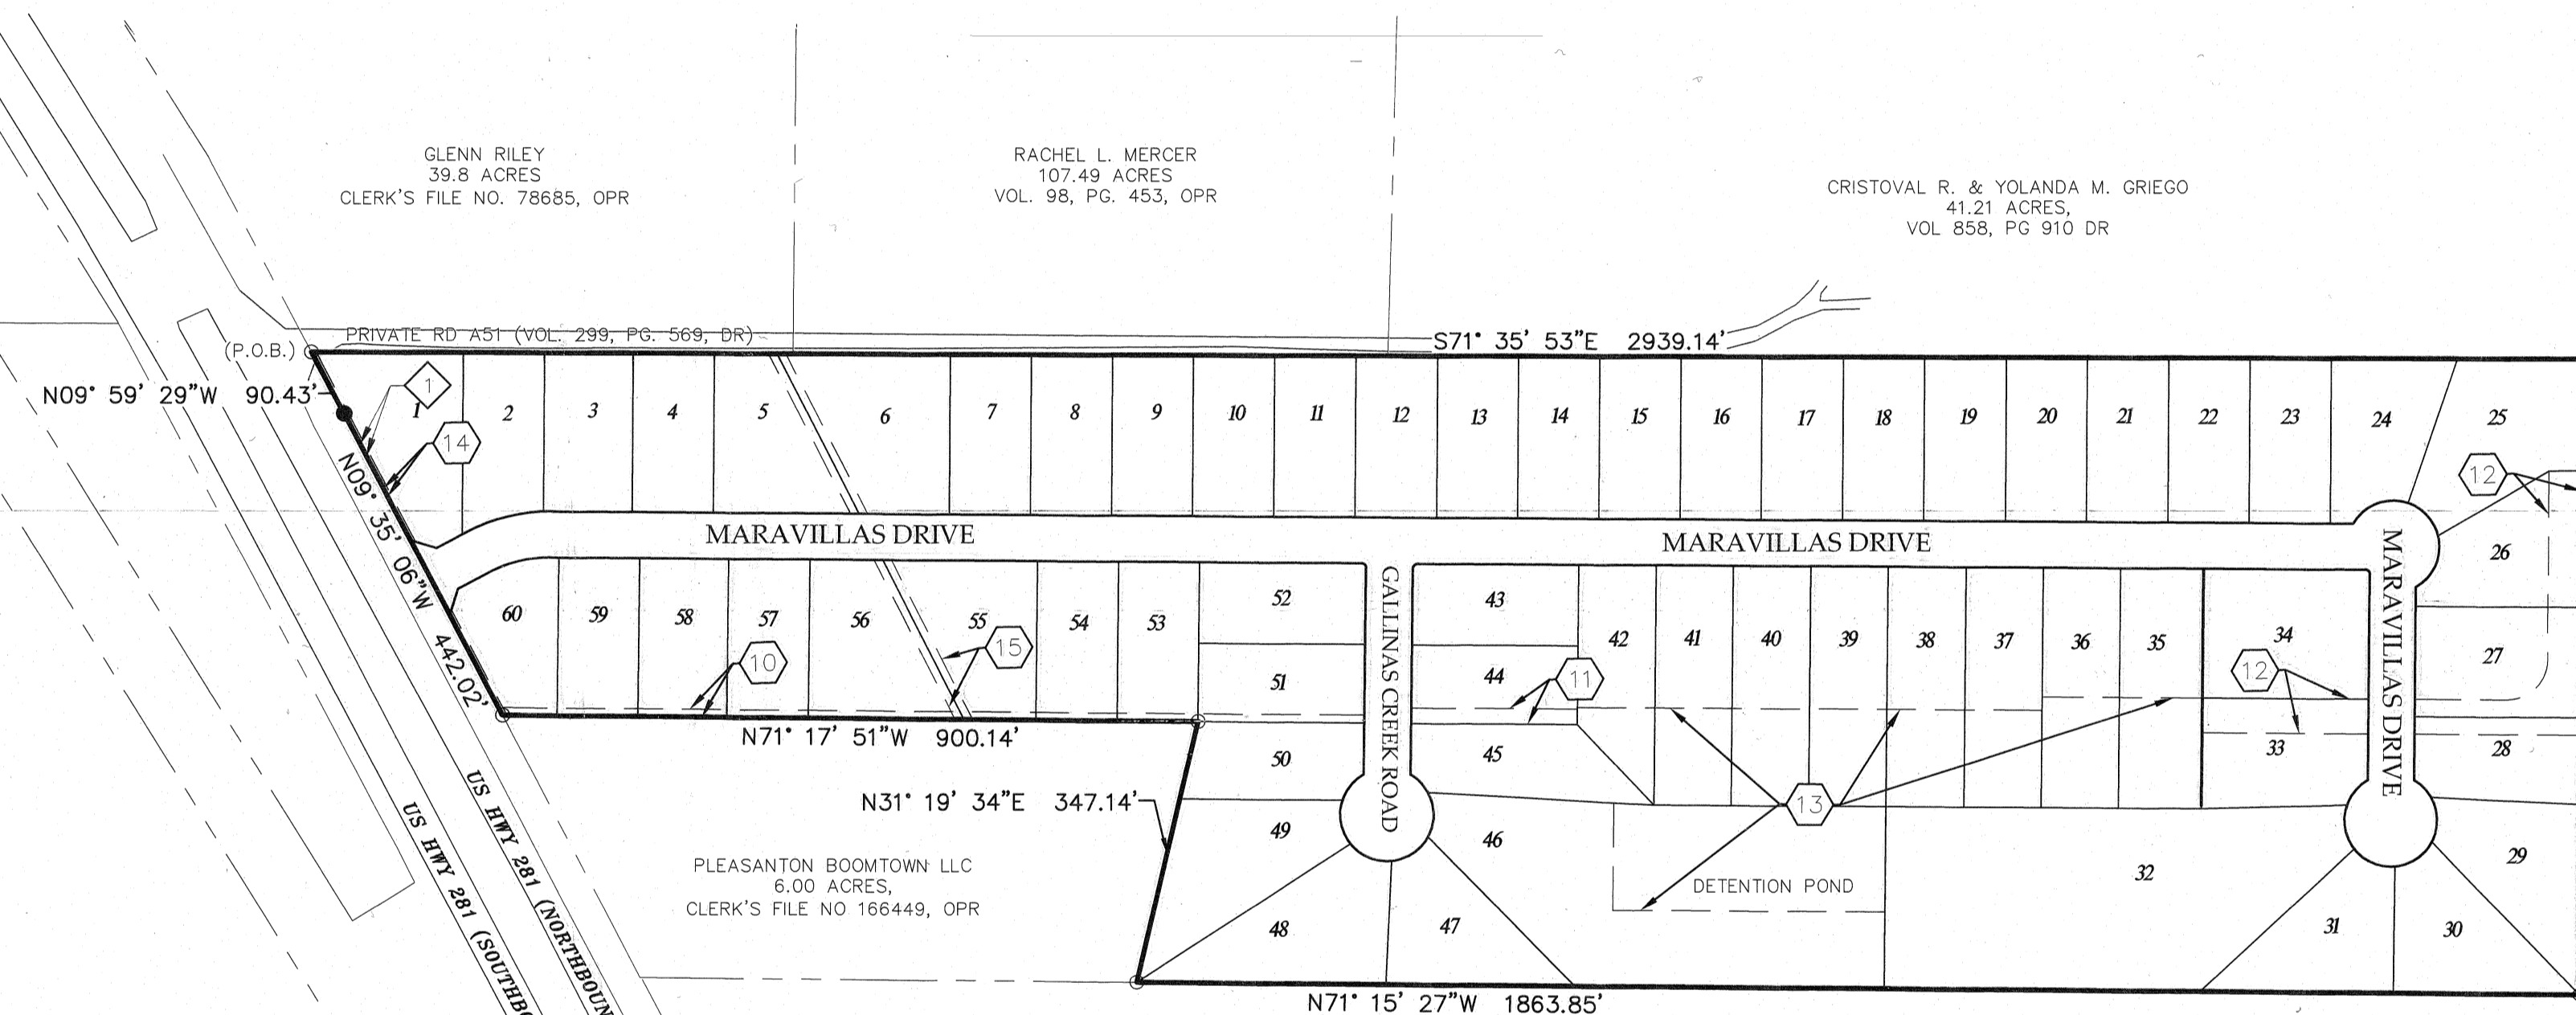 GLENN RILEY
39.8 ACRES
CLERK'S FILE NO. 78685, OPR
RACHEL L. MERCER
107.49 ACRES
VOL. 98, PG. 453, OPR
CRISTOVAL R. & YOLANDA M. GRIEGO
41.21 ACRES,
VOL 858, PG 910 DR
PRIVATE RD A51 (VOL. 299, PG. 569, DR)
(P.O.B.)
S71° 35' 53"E 2939.14'
N09° 59' 29"W 90.43'
1
1
2
3
4
5
6
7
8
9
10
11
12
13
14
15
16
17
18
19
20
21
22
23
24
25
14
12
N09° 35' 06"W 442.02'
MARAVILLAS DRIVE
MARAVILLAS DRIVE
MARAVILLAS DRIVE
26
60
59
58
57
56
55
54
53
52
43
42
41
40
39
38
37
36
35
34
27
10
15
51
44
11
12
GALLINAS CREEK ROAD
N71° 17' 51"W 900.14'
50
45
33
28
N31° 19' 34"E 347.14'
13
49
46
29
PLEASANTON BOOMTOWN LLC
6.00 ACRES,
CLERK'S FILE NO 166449, OPR
DETENTION POND
32
48
47
31
30
US HWY 281 (NORTHBOUN
US HWY 281 (SOUTHBO
N71° 15' 27"W 1863.85'